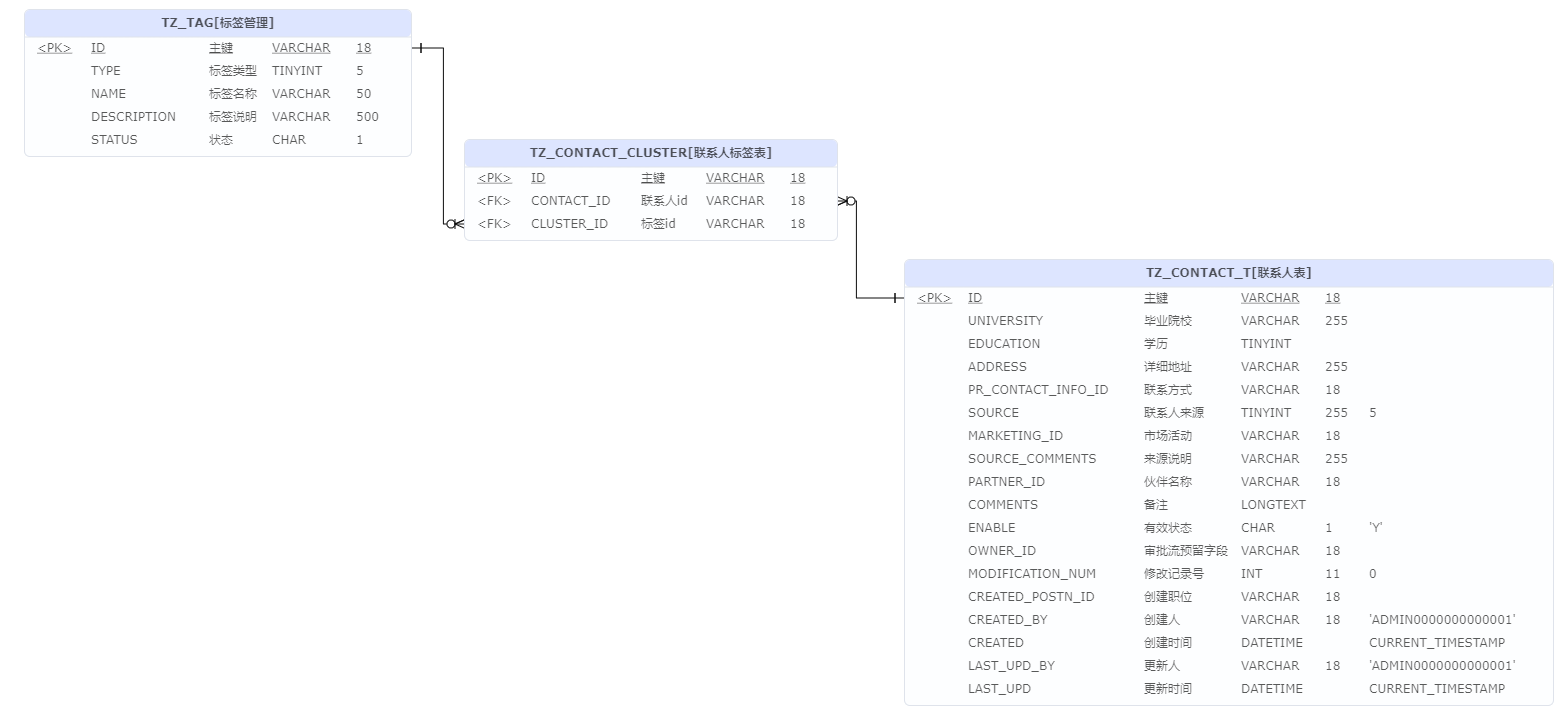 TZ_TAG[标签管理]
<PK> ID 主键 VARCHAR 18
TYPE 标签类型 TINYINT 5
NAME 标签名称 VARCHAR 50
DESCRIPTION 标签说明 VARCHAR 500
STATUS 状态 CHAR 1
TZ_CONTACT_CLUSTER[联系人标签表]
<PK> ID 主键 VARCHAR 18
<FK> CONTACT_ID 联系人id VARCHAR 18
<FK> CLUSTER_ID 标签id VARCHAR 18
TZ_CONTACT_T[联系人表]
<PK> ID 主键 VARCHAR 18
UNIVERSITY 毕业院校 VARCHAR 255
EDUCATION 学历 TINYINT
ADDRESS 详细地址 VARCHAR 255
PR_CONTACT_INFO_ID 联系方式 VARCHAR 18
SOURCE 联系人来源 TINYINT 255 5
MARKETING_ID 市场活动 VARCHAR 18
SOURCE_COMMENTS 来源说明 VARCHAR 255
PARTNER_ID 伙伴名称 VARCHAR 18
COMMENTS 备注 LONGTEXT
ENABLE 有效状态 CHAR 1 'Y'
OWNER_ID 审批流预留字段 VARCHAR 18
MODIFICATION_NUM 修改记录号 INT 11 0
CREATED_POSTN_ID 创建职位 VARCHAR 18
CREATED_BY 创建人 VARCHAR 18 'ADMIN0000000000001'
CREATED 创建时间 DATETIME CURRENT_TIMESTAMP
LAST_UPD_BY 更新人 VARCHAR 18 'ADMIN0000000000001'
LAST_UPD 更新时间 DATETIME CURRENT_TIMESTAMP